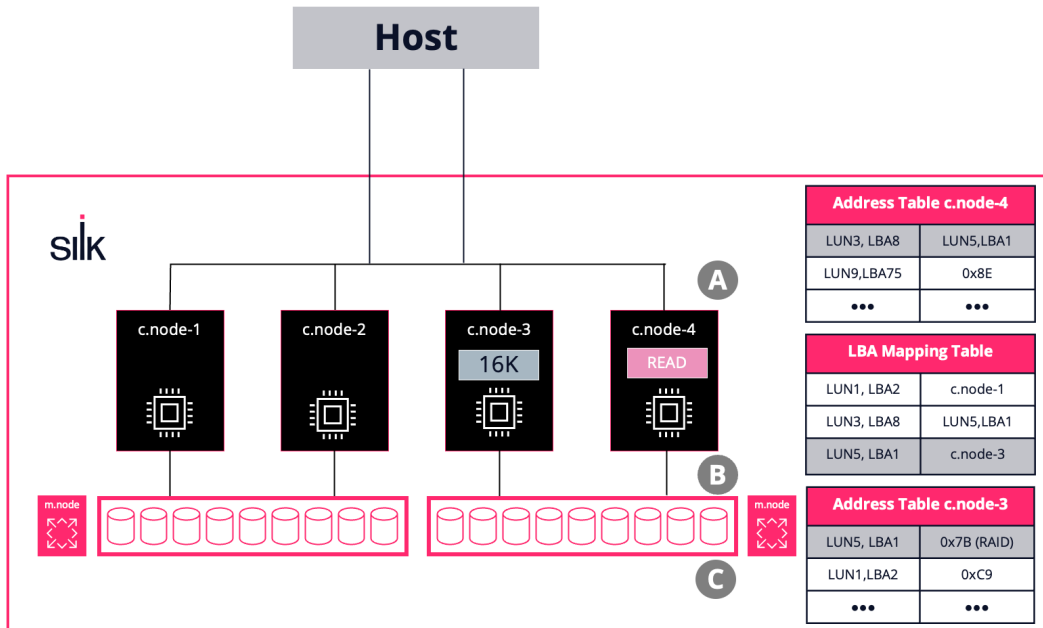 Host
silk
A
c.node-1
c.node-2
c.node-3
16K
c.node-4
READ
B
m.node
m.node
C
Address Table c.node-4
LUN3, LBA8 LUN5,LBA1
LUN9,LBA75 0x8E
••• •••
LBA Mapping Table
LUN1, LBA2 c.node-1
LUN3, LBA8 LUN5,LBA1
LUN5, LBA1 c.node-3
Address Table c.node-3
LUN5, LBA1 0x7B (RAID)
LUN1,LBA2 0xC9
••• •••